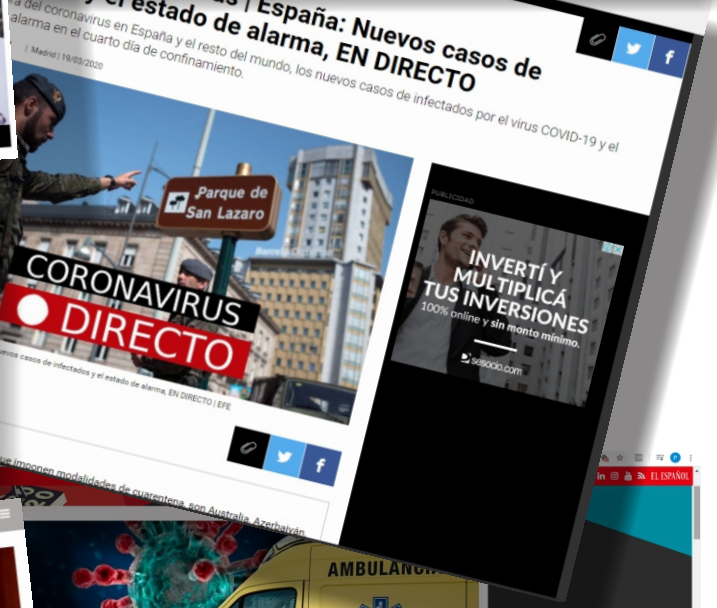 España: Nuevos casos de
y el estado de alarma, EN DIRECTO
del coronavirus en España y el resto del mundo, los nuevos casos de infectados por el virus COVID-19 y el
alarma en el cuarto día de confinamiento.
| Madrid | 19/03/2020
Parque de
San Lazaro
CORONAVIRUS
DIRECTO
nuevos casos de infectados y el estado de alarma, EN DIRECTO | EFE
que imponen modalidades de cuarentena, son Australia, Azerbaiyán,
PUBLICIDAD
INVERTÍ Y
MULTIPLICÁ
TUS INVERSIONES
100% online y sin monto mínimo.
sesocio.com
EL ESPAÑOL
AMBULANCIA